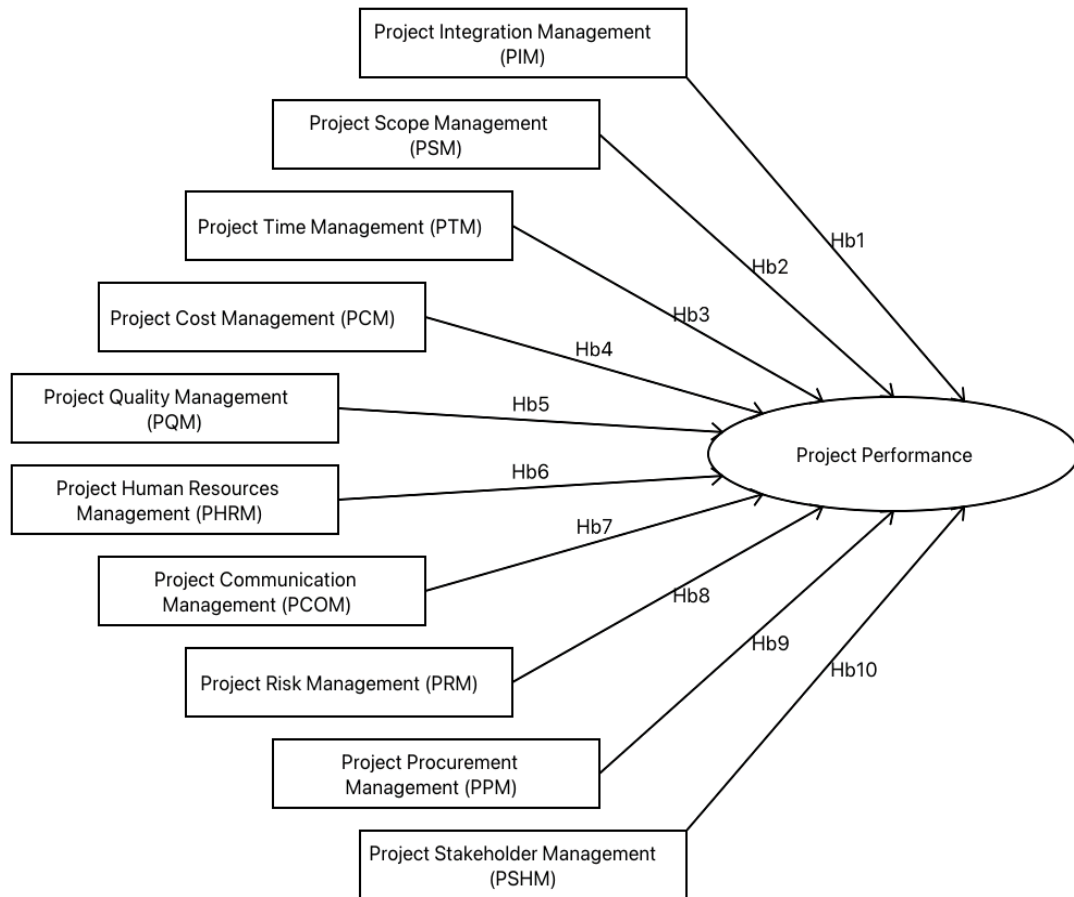 Project Integration Management
(PIM)
Project Scope Management
(PSM)
Project Time Management (PTM)
Project Cost Management (PCM)
Project Quality Management
(PQM)
Project Human Resources
Management (PHRM)
Project Communication
Management (PCOM)
Project Risk Management (PRM)
Project Procurement
Management (PPM)
Project Stakeholder Management
(PSHM)
Hb1
Hb2
Hb3
Hb4
Hb5
Hb6
Hb7
Hb8
Hb9
Hb10
Project Performance